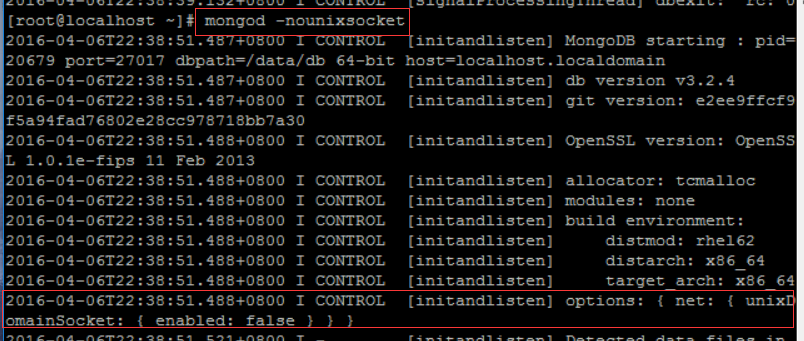 2016-04-06T22:38:39.132+0800 I CONTROL  [signalProcessingThread] dbexit:  rc: 0
[root@localhost ~]# mongod -nounixsocket
2016-04-06T22:38:51.487+0800 I CONTROL  [initandlisten] MongoDB starting : pid=
20679 port=27017 dbpath=/data/db 64-bit host=localhost.localdomain
2016-04-06T22:38:51.487+0800 I CONTROL  [initandlisten] db version v3.2.4
2016-04-06T22:38:51.487+0800 I CONTROL  [initandlisten] git version: e2ee9ffcf9
f5a94fad76802e28cc978718bb7a30
2016-04-06T22:38:51.488+0800 I CONTROL  [initandlisten] OpenSSL version: OpenSS
L 1.0.1e-fips 11 Feb 2013
2016-04-06T22:38:51.488+0800 I CONTROL  [initandlisten] allocator: tcmalloc
2016-04-06T22:38:51.488+0800 I CONTROL  [initandlisten] modules: none
2016-04-06T22:38:51.488+0800 I CONTROL  [initandlisten] build environment:
2016-04-06T22:38:51.488+0800 I CONTROL  [initandlisten]     distmod: rhel62
2016-04-06T22:38:51.488+0800 I CONTROL  [initandlisten]     distarch: x86_64
2016-04-06T22:38:51.488+0800 I CONTROL  [initandlisten]     target_arch: x86_64
2016-04-06T22:38:51.488+0800 I CONTROL  [initandlisten] options: { net: { unixD
omainSocket: { enabled: false } } }
2016-04-06T22:38:51.521+0800 I -        [initandlisten] Detected data files in